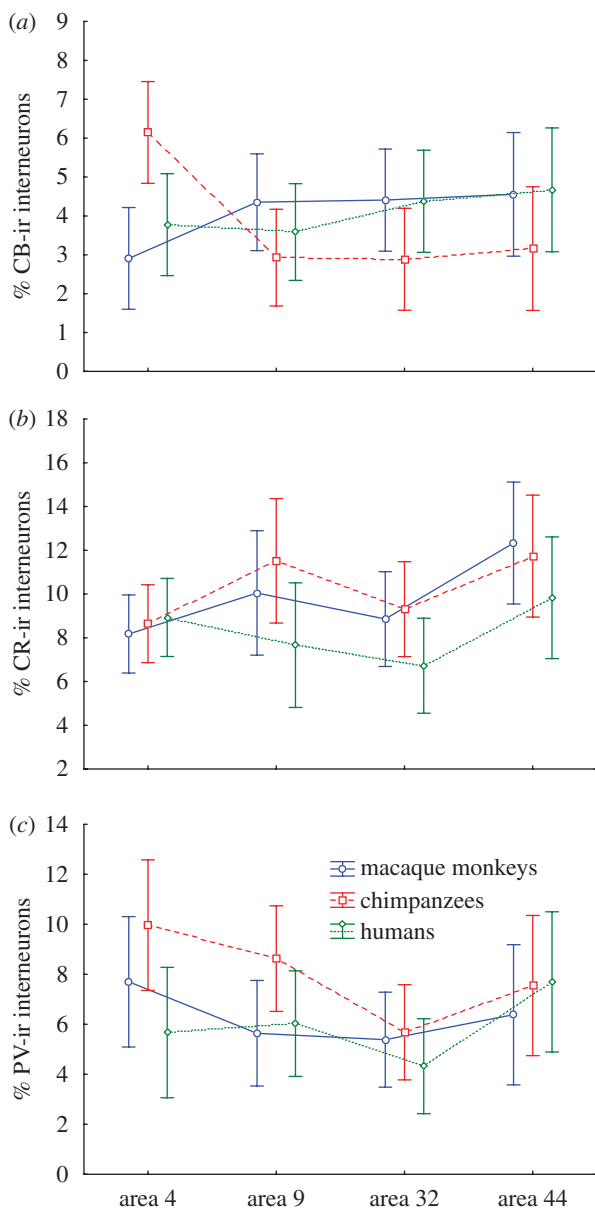 (a)
9
8
7
6
5
4
3
2
1
0
% CB-ir interneurons
(b)
18
16
14
12
10
8
6
4
2
% CR-ir interneurons
(c)
14
12
10
8
6
4
2
0
% PV-ir interneurons
macaque monkeys
chimpanzees
humans
area 4 area 9 area 32 area 44